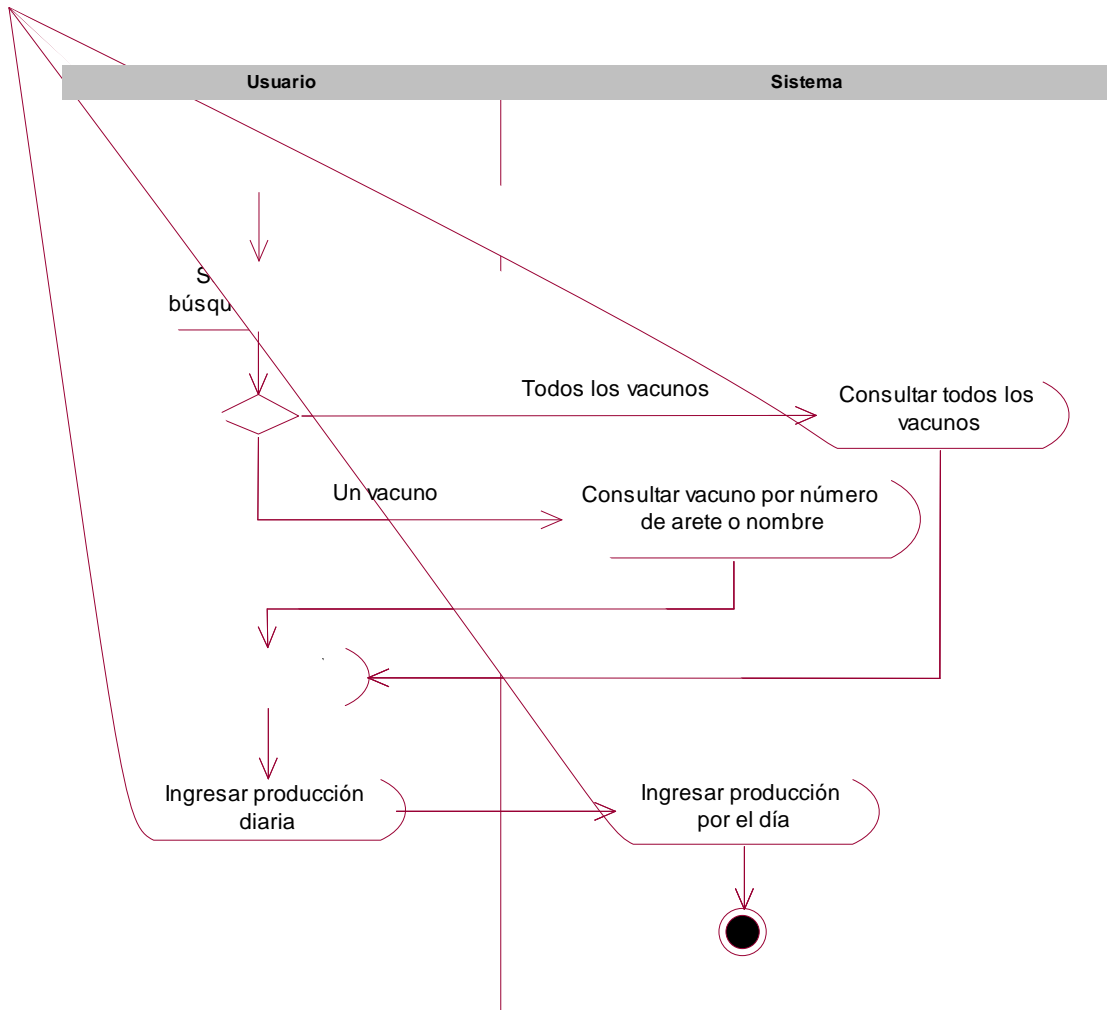 Usuario
Sistema
S
búsqu
Todos los vacunos
Consultar todos los
vacunos
Un vacuno
Consultar vacuno por número
de arete o nombre
Ingresar producción
diaria
Ingresar producción
por el día